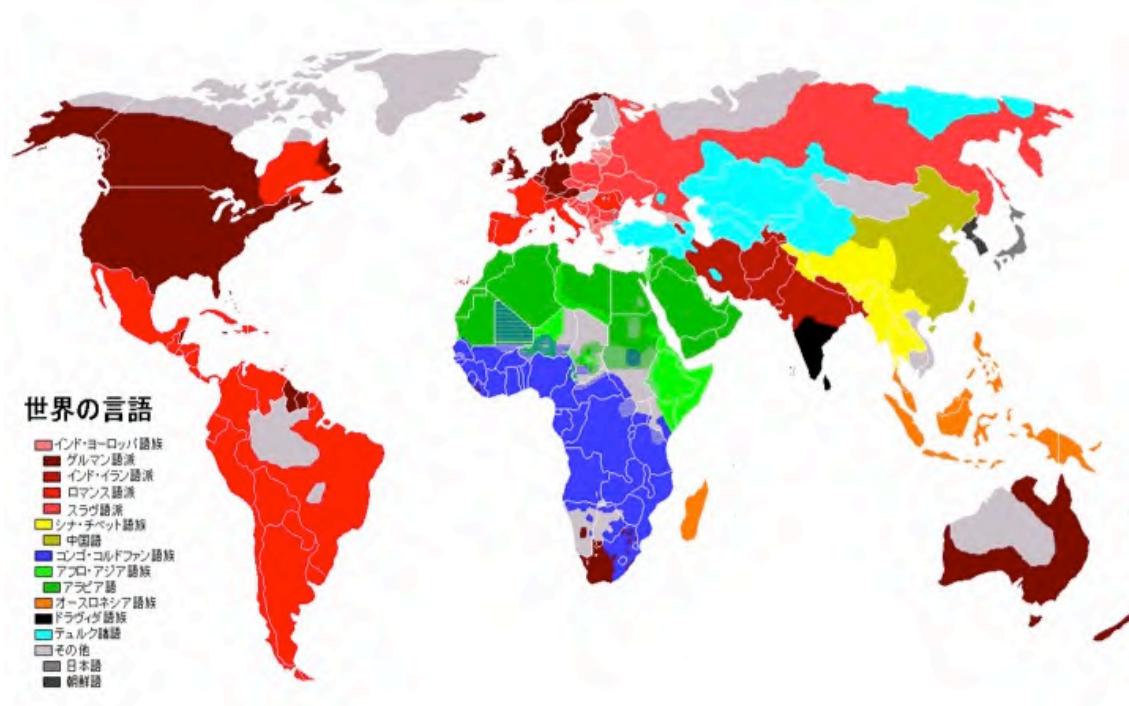 世界の言語
インド・ヨーロッパ語族
ゲルマン語派
インド・イラン語派
ロマンス語派
スラヴ語派
シナ・チベット語族
中国語
コンゴ・コルドファン語族
アフロ・アジア語族
アラビア語
オーストロネシア語族
ドラヴィダ語族
テュルク諸語
その他
日本語
朝鮮語